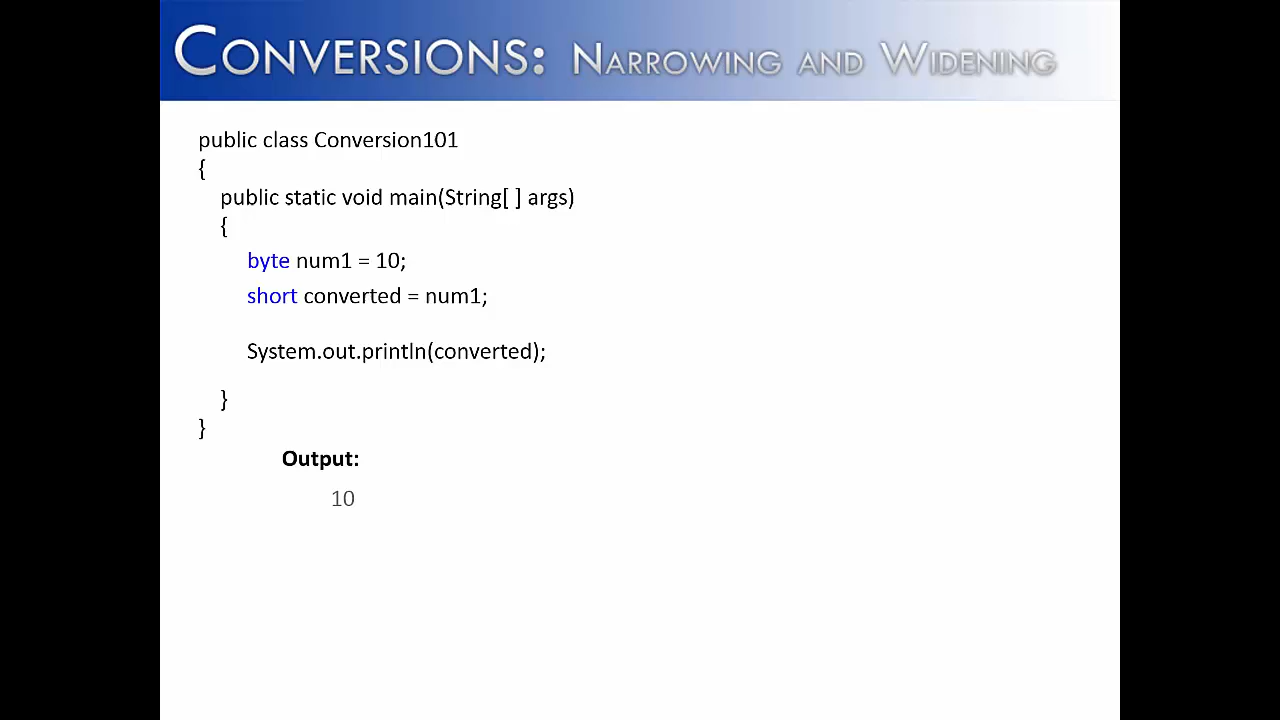 CONVERSIONS: NARROWING AND WIDENING
public class Conversion101
{
public static void main(String[ ] args)
{
byte num1 = 10;
short converted = num1;
System.out.println(converted);
}
}
Output:
10